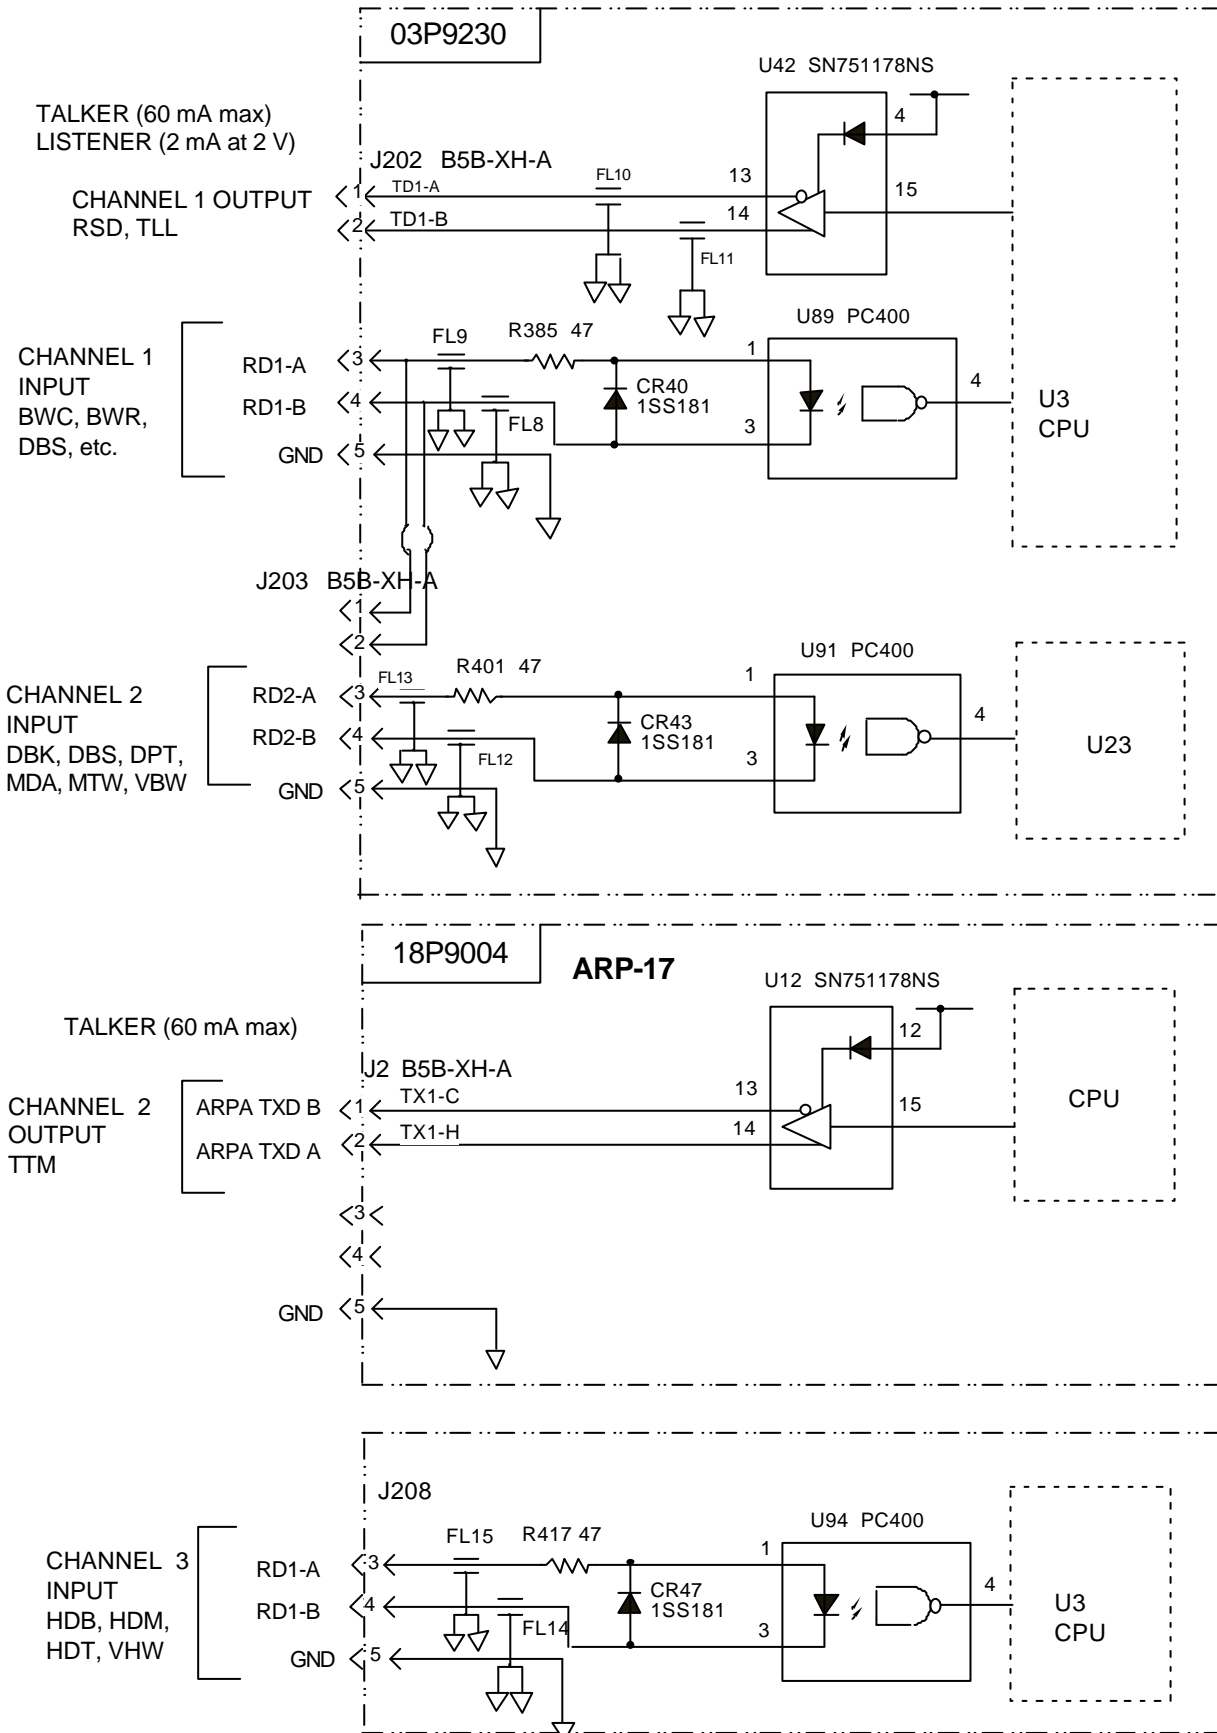 03P9230
U42 SN751178NS
TALKER (60 mA max)
LISTENER (2 mA at 2 V)
4
J202 B5B-XH-A
CHANNEL 1 OUTPUT
RSD, TLL
1 TD1-A
FL10
13
15
2 TD1-B
FL11
14
U89 PC400
CHANNEL 1
INPUT
BWC, BWR,
DBS, etc.
RD1-A
3
FL9
R385 47
1
CR40
1SS181
4
RD1-B
4
FL8
3
GND
5
U3
CPU
J203 B5B-XH-A
1
2
U91 PC400
CHANNEL 2
INPUT
DBK, DBS, DPT,
MDA, MTW, VBW
RD2-A
3
FL13
R401 47
1
CR43
1SS181
4
RD2-B
4
FL12
3
GND
5
U23
18P9004
ARP-17
U12 SN751178NS
TALKER (60 mA max)
12
J2 B5B-XH-A
CHANNEL 2
OUTPUT
TTM
ARPA TXD B
1
TX1-C
13
15
ARPA TXD A
2
TX1-H
14
CPU
3
4
GND
5
J208
U94 PC400
CHANNEL 3
INPUT
HDB, HDM,
HDT, VHW
RD1-A
3
FL15
R417 47
1
CR47
1SS181
4
RD1-B
4
FL14
3
GND
5
U3
CPU